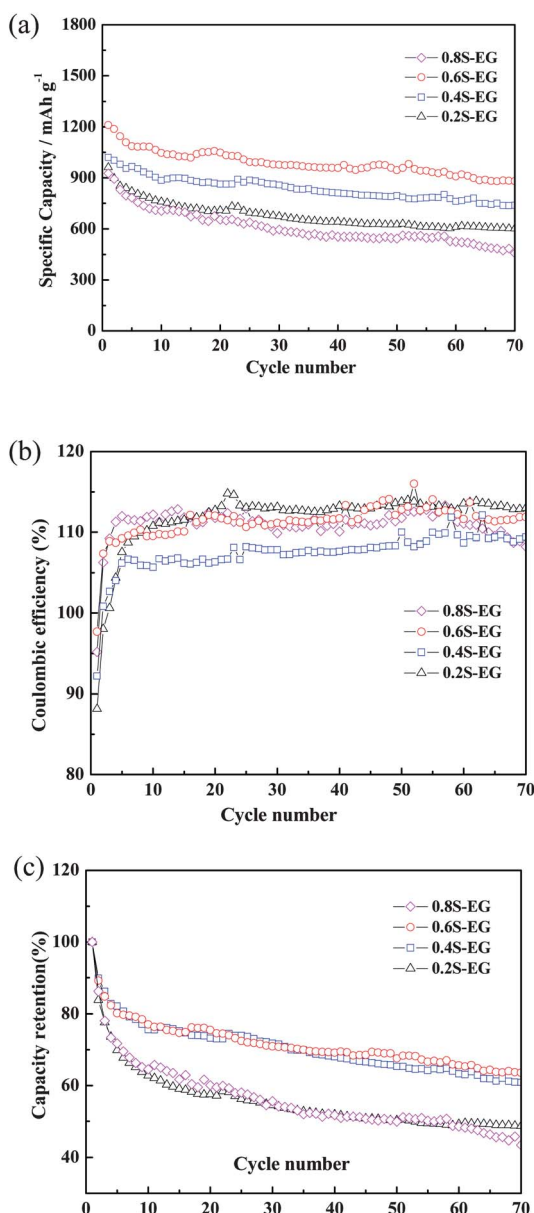 (a)
1800
1500
1200
900
600
300
0
Specific Capacity / mAh g⁻¹
0.8S-EG
0.6S-EG
0.4S-EG
0.2S-EG
0 10 20 30 40 50 60 70
Cycle number
(b)
120
110
100
90
80
Coulombic efficiency (%)
0.8S-EG
0.6S-EG
0.4S-EG
0.2S-EG
0 10 20 30 40 50 60 70
Cycle number
(c)
120
100
80
60
40
Capacity retention(%)
0.8S-EG
0.6S-EG
0.4S-EG
0.2S-EG
Cycle number
0 10 20 30 40 50 60 70